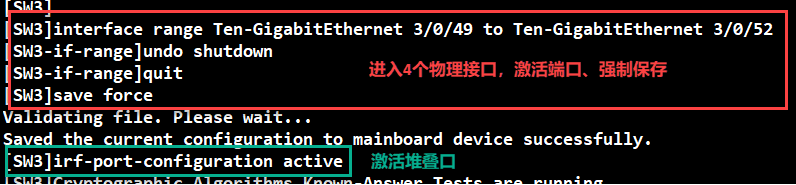 [SW3]
[SW3]interface range Ten-GigabitEthernet 3/0/49 to Ten-GigabitEthernet 3/0/52
[SW3-if-range]undo shutdown
[SW3-if-range]quit
进入4个物理接口，激活端口、强制保存
[SW3]save force
Validating file. Please wait...
Saved the current configuration to mainboard device successfully.
[SW3]irf-port-configuration active 激活堆叠口
[SW3]Cryptographic Algorithms Known-Answer Tests are running